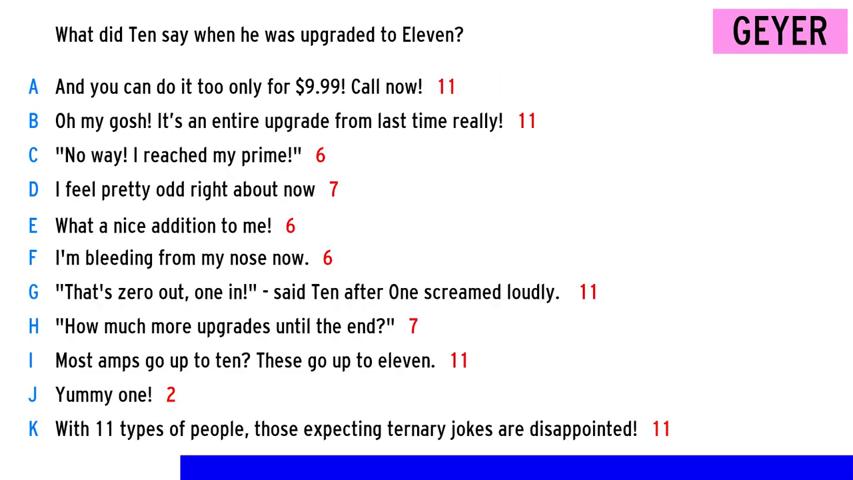 What did Ten say when he was upgraded to Eleven?
GEYER
A And you can do it too only for $9.99! Call now! 11
B Oh my gosh! It’s an entire upgrade from last time really! 11
C "No way! I reached my prime!" 6
D I feel pretty odd right about now 7
E What a nice addition to me! 6
F I'm bleeding from my nose now. 6
G "That's zero out, one in!" - said Ten after One screamed loudly. 11
H "How much more upgrades until the end?" 7
I Most amps go up to ten? These go up to eleven. 11
J Yummy one! 2
K With 11 types of people, those expecting ternary jokes are disappointed! 11